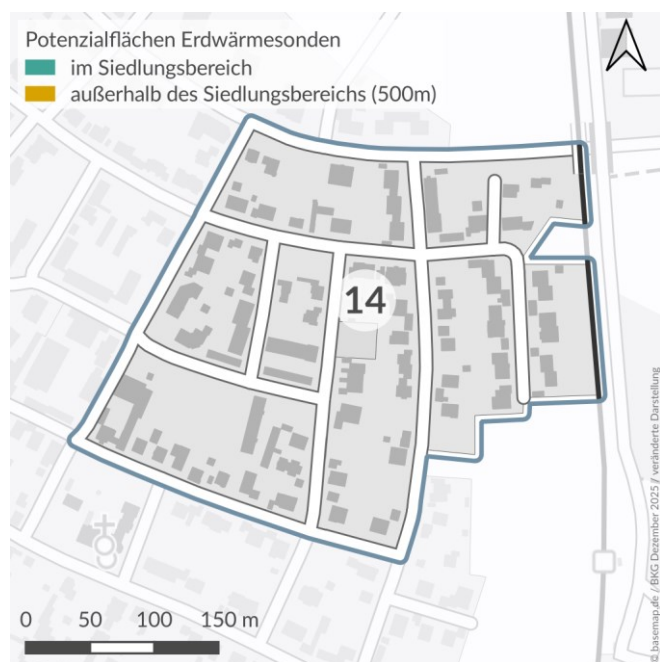 Potenzialflächen Erdwärmesonden
im Siedlungsbereich
außerhalb des Siedlungsbereichs (500m)
14
0 50 100 150 m
© basemap.de / BKG Dezember 2025 / veränderte Darstellung